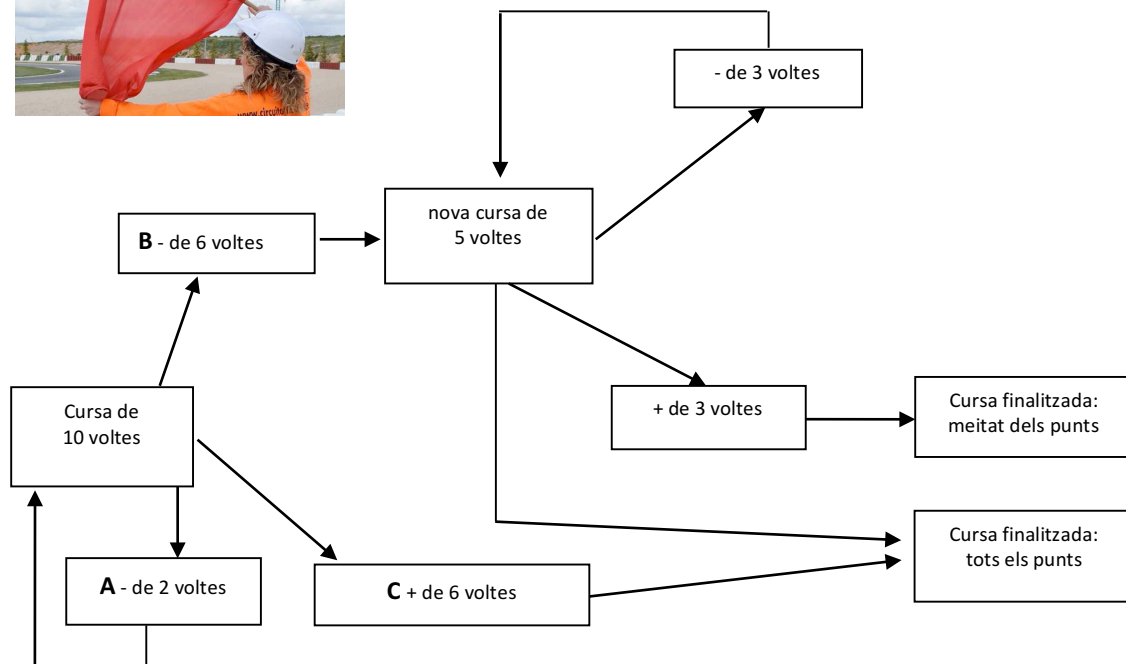 - de 3 voltes
nova cursa de
5 voltes
B - de 6 voltes
Cursa de
10 voltes
+ de 3 voltes
Cursa finalitzada:
meitat dels punts
Cursa finalitzada:
tots els punts
A - de 2 voltes
C + de 6 voltes